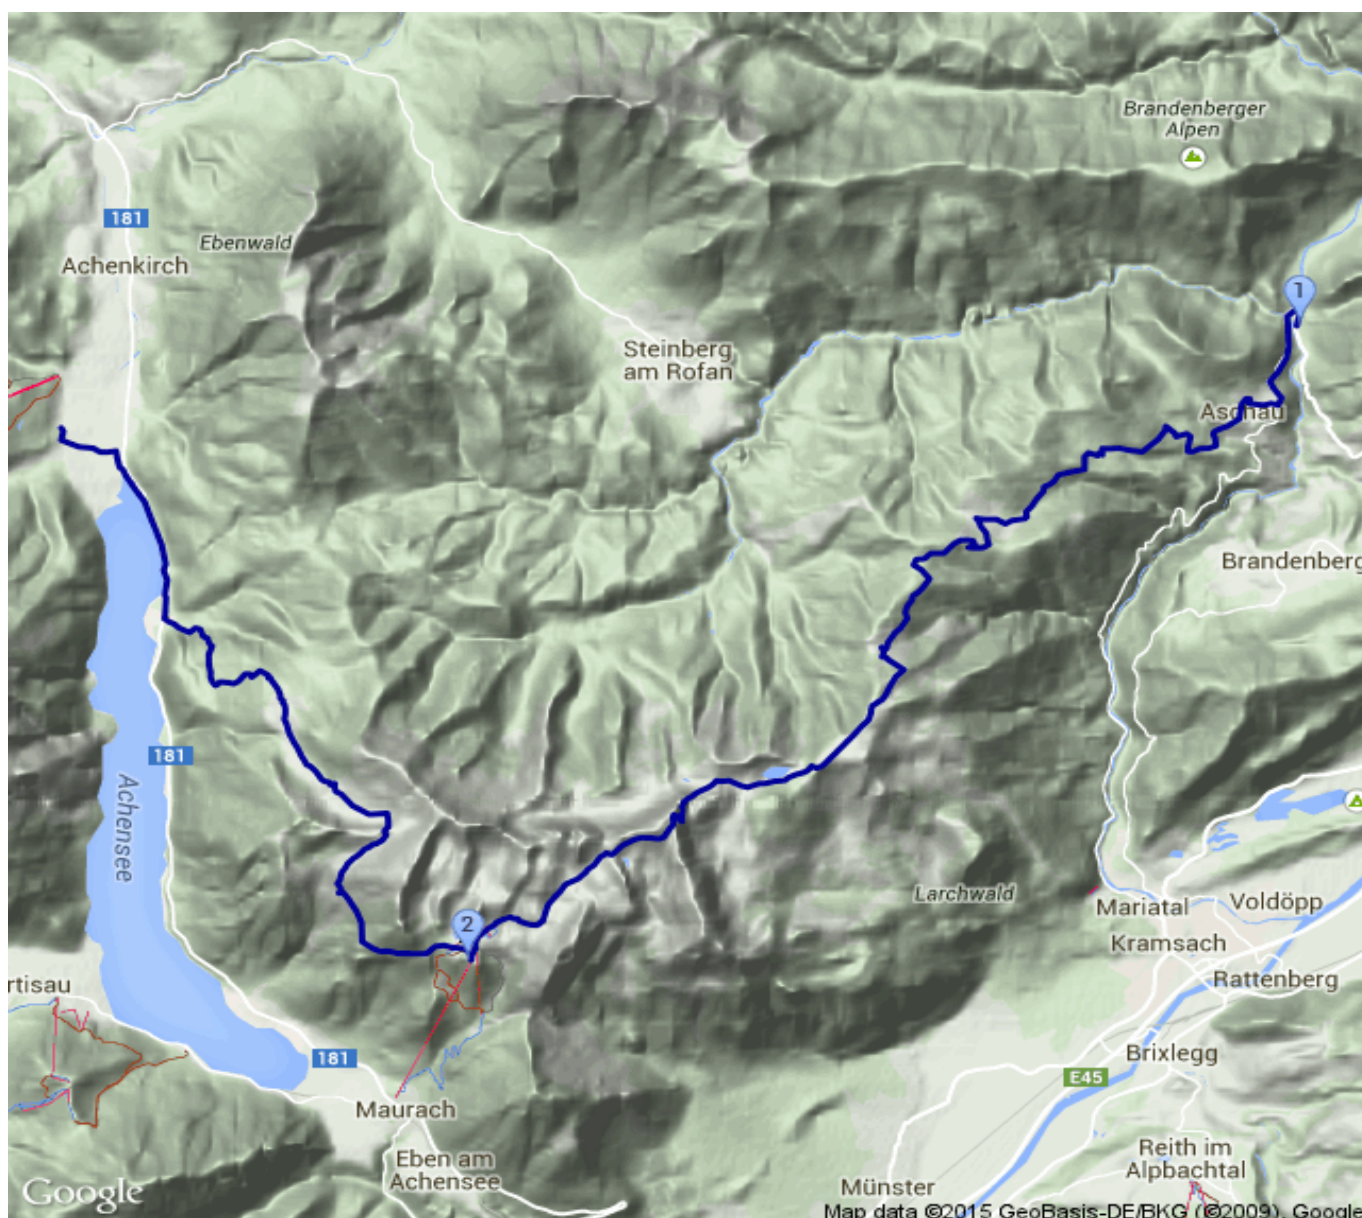 Brandenberger
Alpen
181
Ebenwald
Achenkirch
1
Steinberg
am Rofan
Aschau
Brandenberg
181
Achensee
Larchwald
Mariatal
Voldöpp
2
Kramsach
rtisau
Rattenberg
181
Brixlegg
E45
Maurach
Eben am
Achensee
Reith im
Alpbachtal
Münster
Google
Map data ©2015 GeoBasis-DE/BKG (©2009), Google